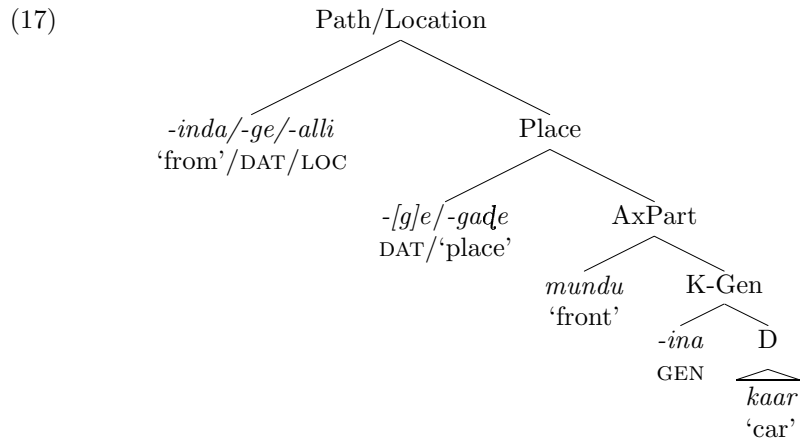 (17)
Path/Location
-inda/-ge/-alli Place
'from'/DAT/LOC
-[g]e/-gaɖe AxPart
DAT/'place'
mundu K-Gen
'front'
-ina D
GEN
kaar
'car'